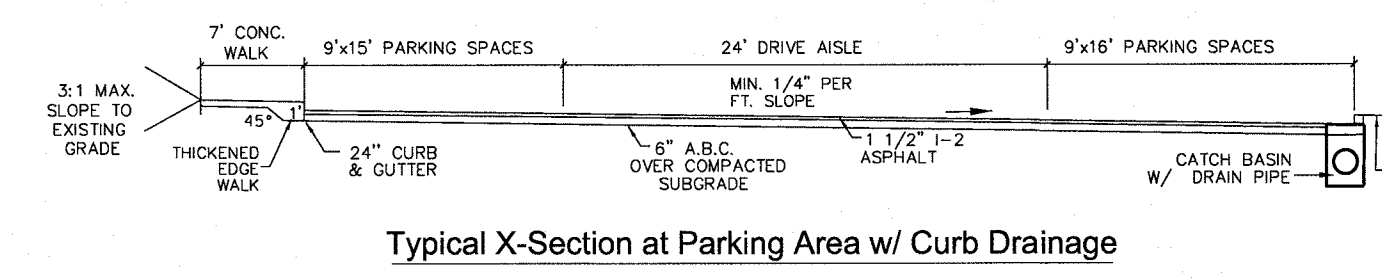 7' CONC.
WALK
9'x15' PARKING SPACES
24' DRIVE AISLE
9'x16' PARKING SPACES
3:1 MAX.
SLOPE TO
EXISTING
GRADE
MIN. 1/4" PER
FT. SLOPE
45°
1'
THICKENED
EDGE
WALK
24" CURB
& GUTTER
6" A.B.C.
OVER COMPACTED
SUBGRADE
1 1/2" I-2
ASPHALT
CATCH BASIN
W/ DRAIN PIPE
Typical X-Section at Parking Area w/ Curb Drainage